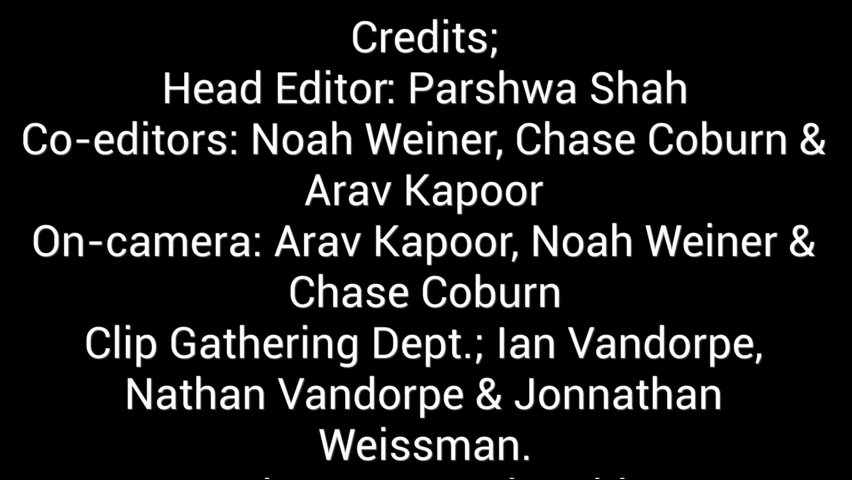 Credits;
Head Editor: Parshwa Shah
Co-editors: Noah Weiner, Chase Coburn &
Arav Kapoor
On-camera: Arav Kapoor, Noah Weiner &
Chase Coburn
Clip Gathering Dept.; Ian Vandorpe,
Nathan Vandorpe & Jonnathan
Weissman.